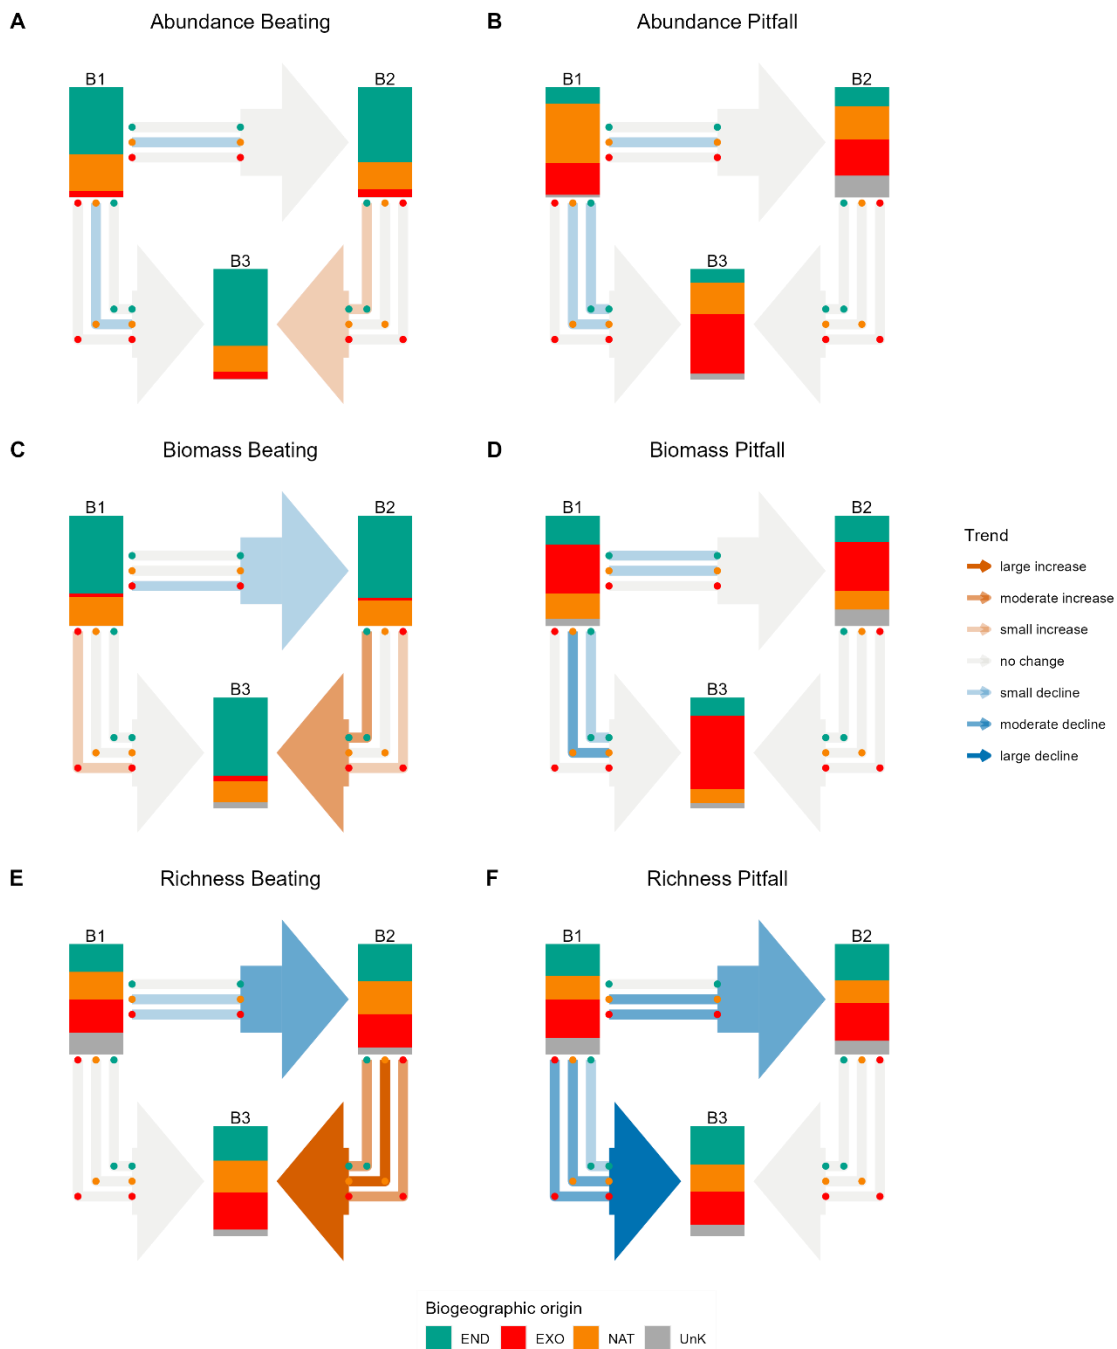 A Abundance Beating
B Abundance Pitfall
B1 B2
B3
B1 B2
B3
C Biomass Beating
D Biomass Pitfall
B1 B2
B3
B1 B2
B3
Trend
large increase
moderate increase
small increase
no change
small decline
moderate decline
large decline
E Richness Beating
F Richness Pitfall
B1 B2
B3
B1 B2
B3
Biogeographic origin
END EXO NAT UnK